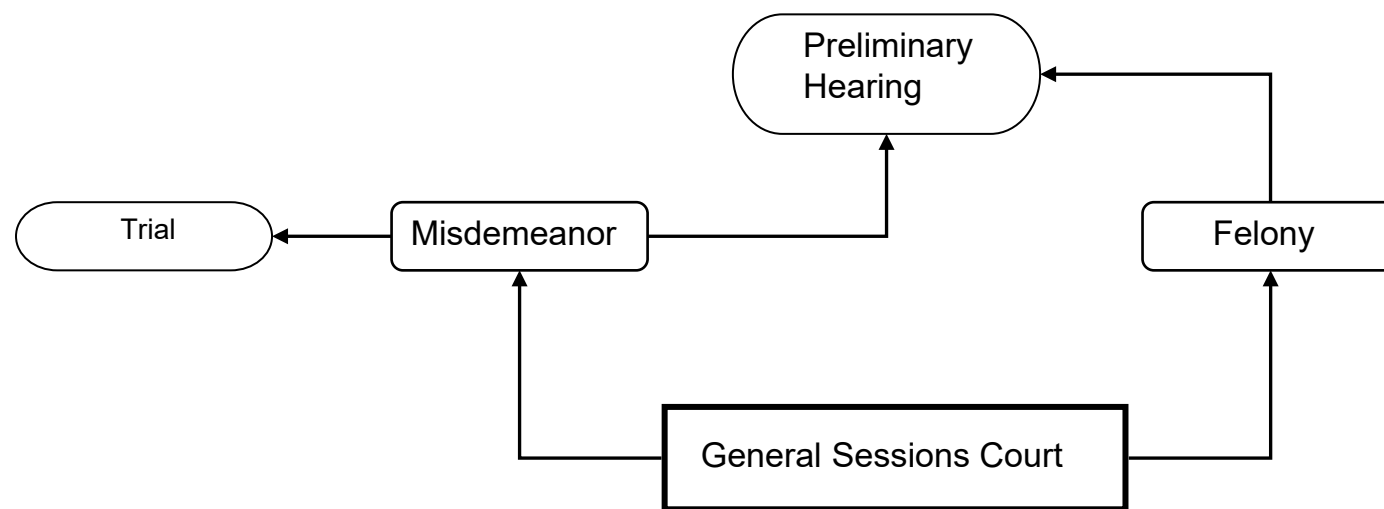 Preliminary
Hearing
Trial
Misdemeanor
Felony
General Sessions Court